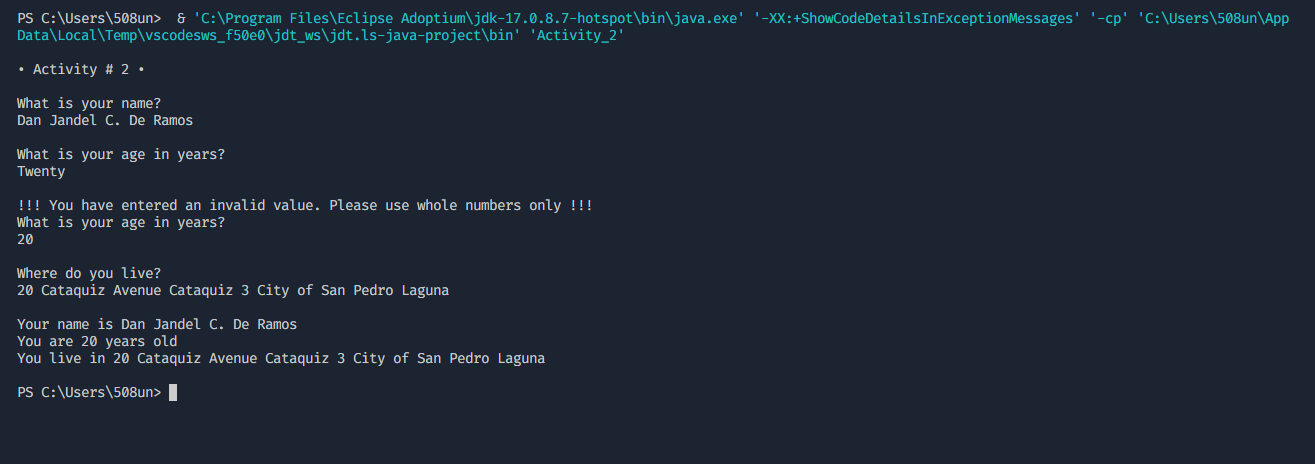 PS C:\Users\508un>  & 'C:\Program Files\Eclipse Adoptium\jdk-17.0.8.7-hotspot\bin\java.exe' '-XX:+ShowCodeDetailsInExceptionMessages' '-cp' 'C:\Users\508un\App
Data\Local\Temp\vscodesws_f50e0\jdt_ws\jdt.ls-java-project\bin' 'Activity_2'
• Activity # 2 •
What is your name?
Dan Jandel C. De Ramos
What is your age in years?
Twenty
!!! You have entered an invalid value. Please use whole numbers only !!!
What is your age in years?
20
Where do you live?
20 Cataquiz Avenue Cataquiz 3 City of San Pedro Laguna
Your name is Dan Jandel C. De Ramos
You are 20 years old
You live in 20 Cataquiz Avenue Cataquiz 3 City of San Pedro Laguna
PS C:\Users\508un>